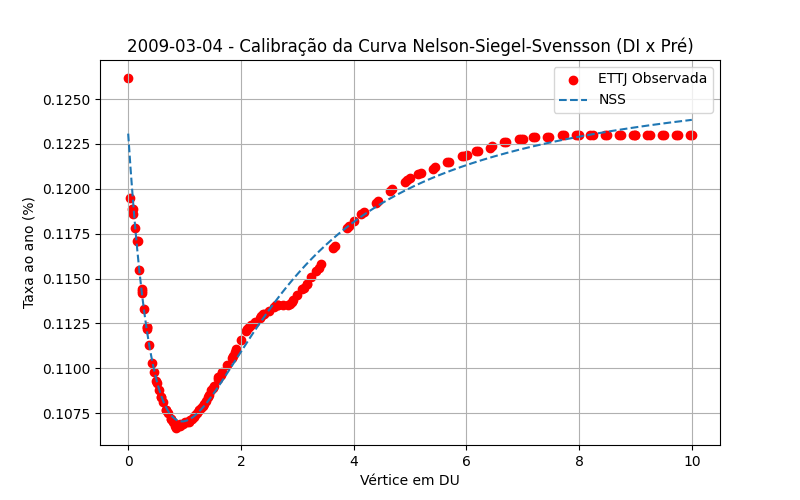 2009-03-04 - Calibração da Curva Nelson-Siegel-Svensson (DI x Pré)
ETTJ Observada
NSS
Taxa ao ano (%)
0.1250
0.1225
0.1200
0.1175
0.1150
0.1125
0.1100
0.1075
0 2 4 6 8 10
Vértice em DU